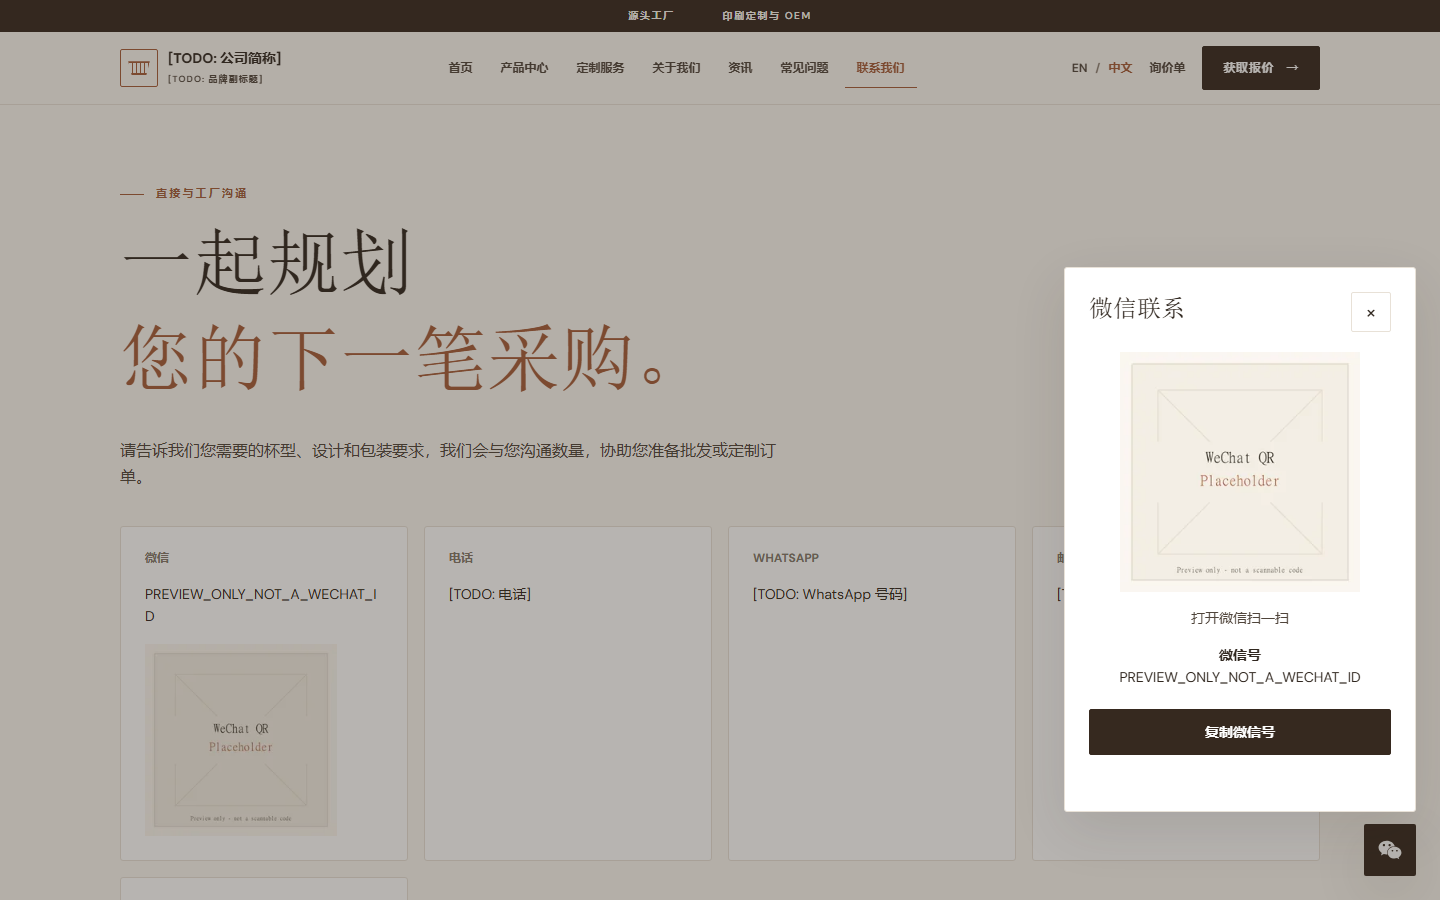 源头工厂
印刷定制与 OEM
[TODO: 公司简称]
[TODO: 品牌副标题]
首页
产品中心
定制服务
关于我们
资讯
常见问题
联系我们
EN / 中文
询价单
获取报价 →
直接与工厂沟通
一起规划
您的下一笔采购。
请告诉我们您需要的杯型、设计和包装要求，我们会与您沟通数量，协助您准备批发或定制订
单。
微信
PREVIEW_ONLY_NOT_A_WECHAT_I
D
WeChat QR
Placeholder
Preview only - not a scannable code
电话
[TODO: 电话]
WHATSAPP
[TODO: WhatsApp 号码]
微信联系
×
WeChat QR
Placeholder
Preview only - not a scannable code
打开微信扫一扫
微信号
PREVIEW_ONLY_NOT_A_WECHAT_ID
复制微信号